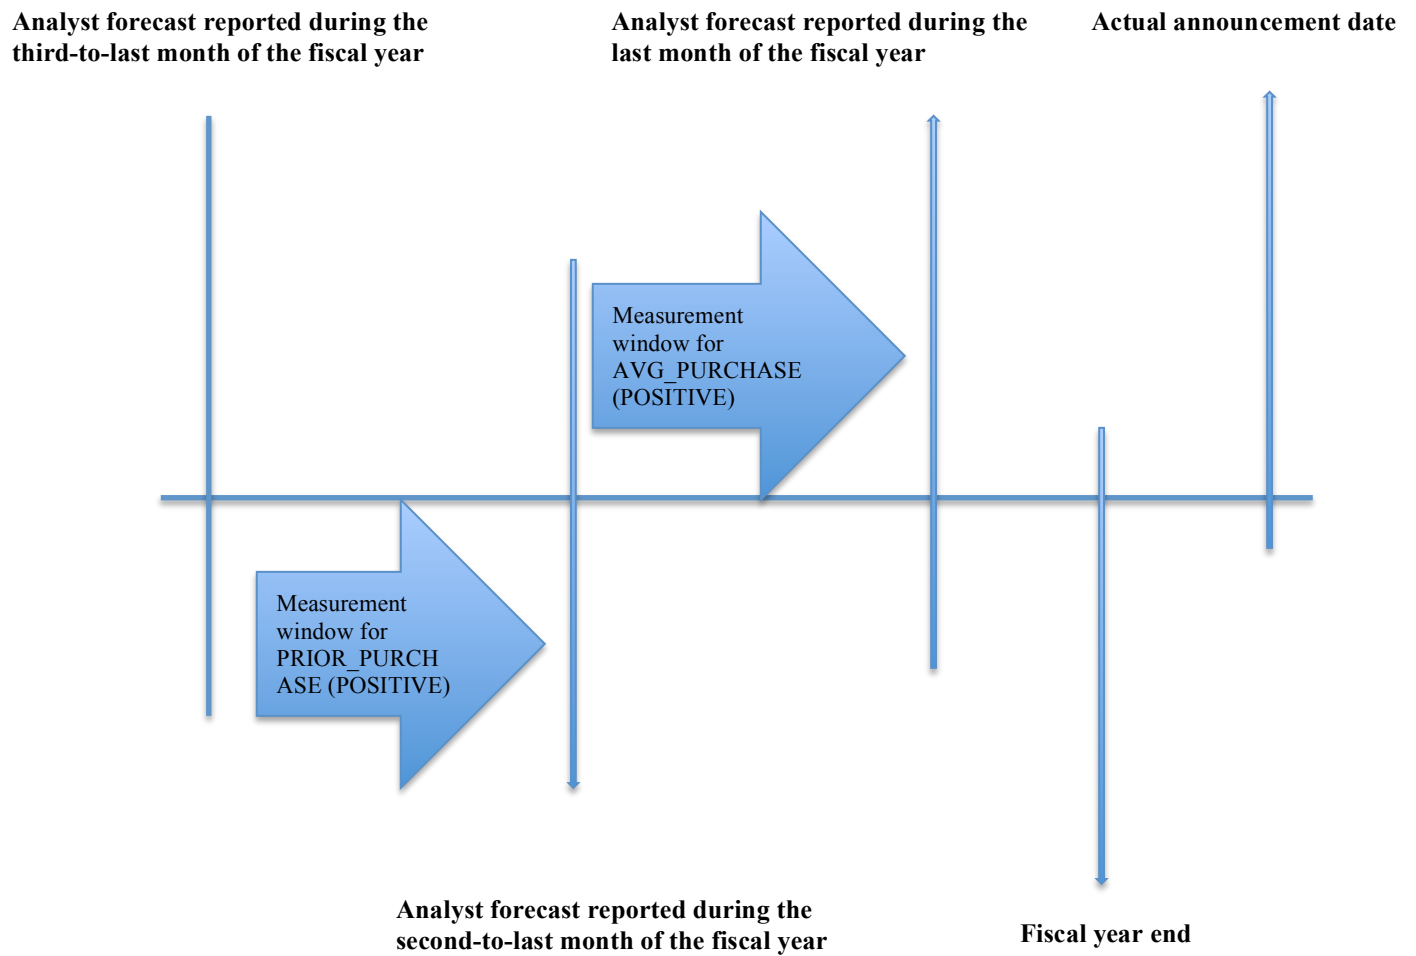 Analyst forecast reported during the
third-to-last month of the fiscal year
Analyst forecast reported during the
last month of the fiscal year
Actual announcement date
Measurement
window for
AVG_PURCHASE
(POSITIVE)
Measurement
window for
PRIOR_PURCH
ASE (POSITIVE)
Analyst forecast reported during the
second-to-last month of the fiscal year
Fiscal year end